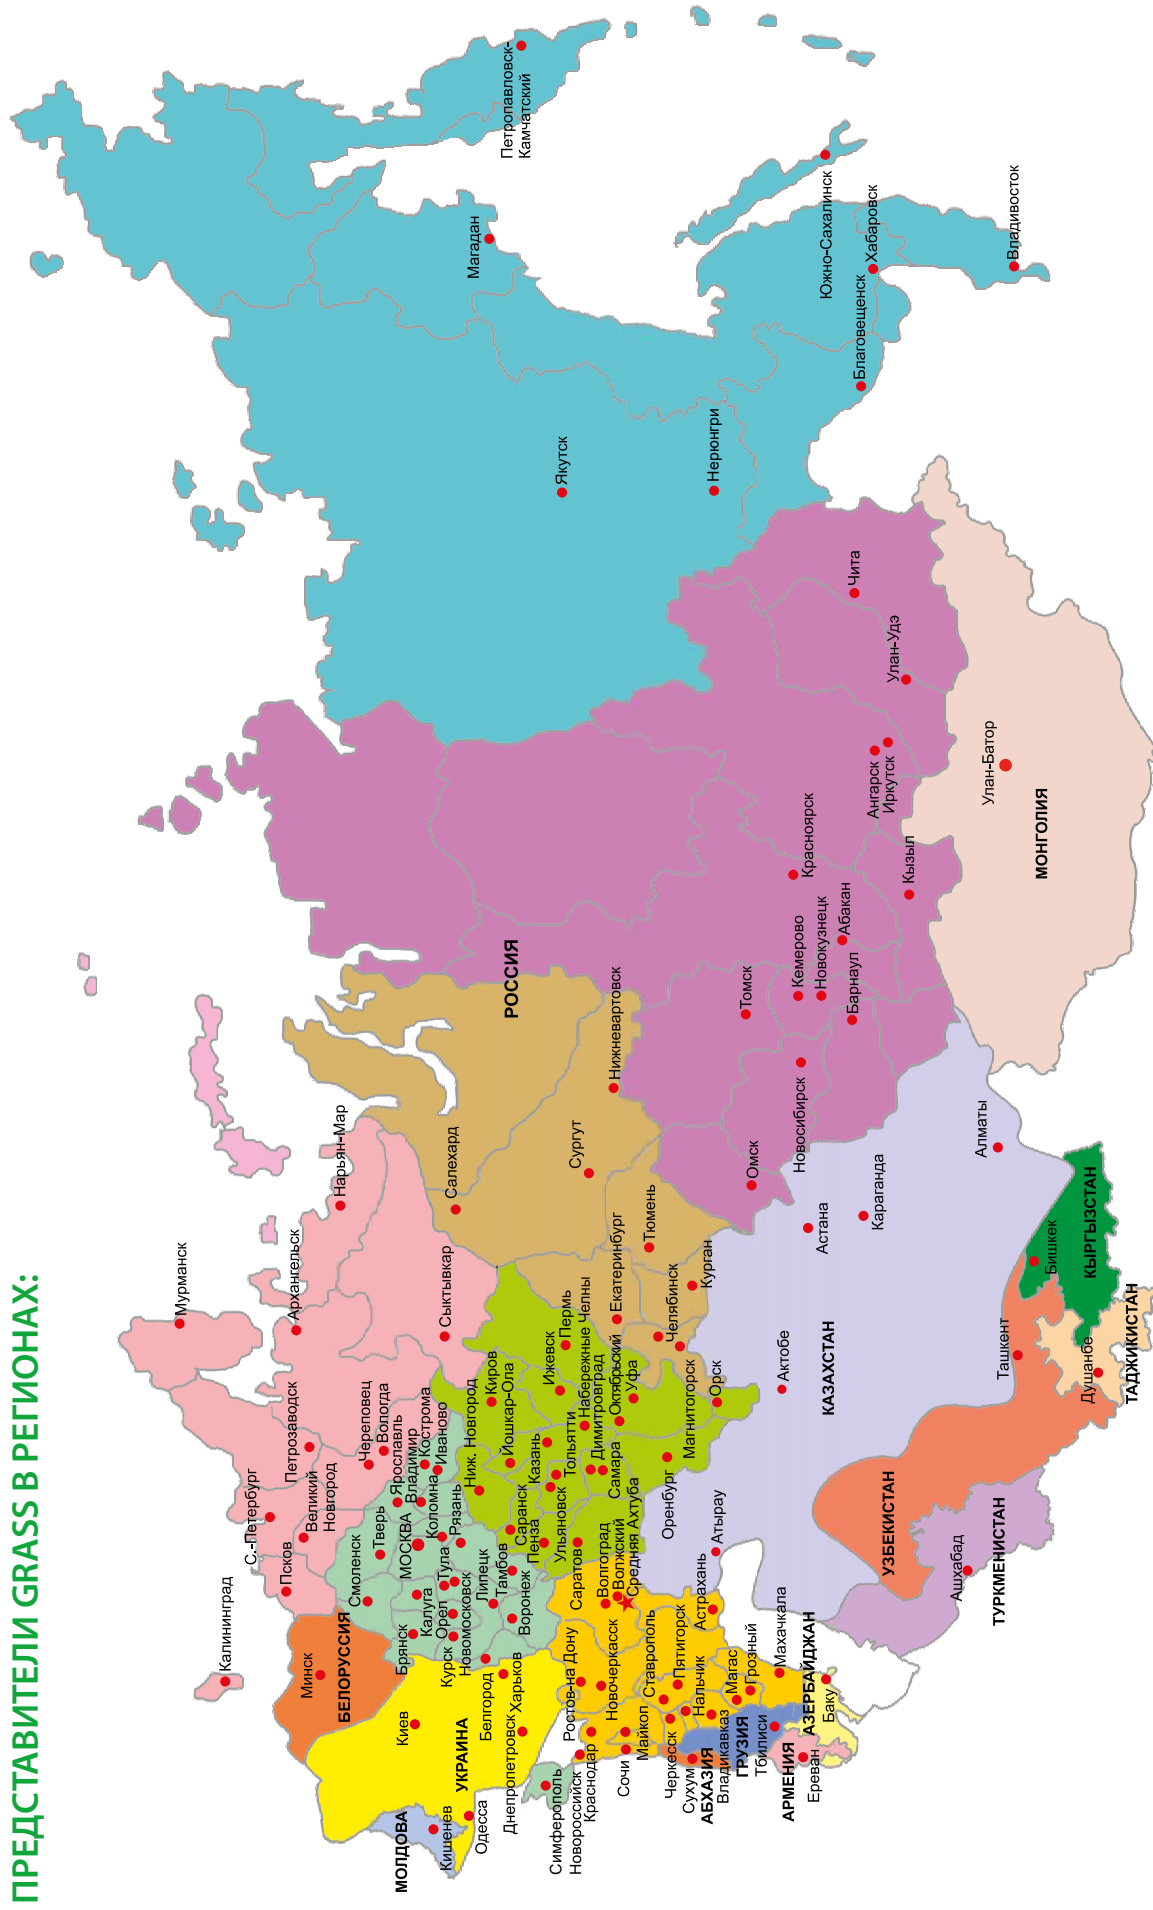 ПРЕДСТАВИТЕЛИ GRASS В РЕГИОНАХ:
Мурманск
Калининград
С.-Петербург
Псков
Великий
Новгород
Петрозаводск
Архангельск
Нарьян-Мар
Череповец
Вологда
Сыктывкар
Салехард
РОССИЯ
Магадан
Петропавловск-
Камчатский
Якутск
Нерюнгри
Южно-Сахалинск
Хабаровск
Благовещенск
Владивосток
Минск
БЕЛОРУССИЯ
Смоленск
Тверь
МОСКВА
Ярославль
Владимир
Кострома
Иваново
Коломна
Рязань
Брянск
Калуга
Орел
Тула
Курск
Новомосковск
Липецк
Тамбов
Воронеж
Белгород
Киев
УКРАИНА
Харьков
Днепропетровск
Одесса
МОЛДОВА
Кишенев
Симферополь
Ниж. Новгород
Киров
Йошкар-Ола
Казань
Ижевск
Пермь
Саранск
Пенза
Ульяновск
Тольятти
Димитровград
Набережные Челны
Самара
Октябрьский
Уфа
Саратов
Оренбург
Орск
Магнитогорск
Екатеринбург
Челябинск
Курган
Тюмень
Сургут
Нижневартовск
Волгоград
Волжский
Средняя Ахтуба
Астрахань
Ростов-на Дону
Новочеркасск
Новороссийск
Краснодар
Сочи
Майкоп
Ставрополь
Пятигорск
Черкесск
Нальчик
Владикавказ
Магас
Грозный
Махачкала
Сухум
АБХАЗИЯ
ГРУЗИЯ
Тбилиси
АРМЕНИЯ
Ереван
АЗЕРБАЙДЖАН
Баку
Омск
Томск
Новосибирск
Кемерово
Новокузнецк
Барнаул
Абакан
Красноярск
Кызыл
Ангарск
Иркутск
Улан-Удэ
Чита
Улан-Батор
МОНГОЛИЯ
Атырау
Актобе
КАЗАХСТАН
Астана
Караганда
Алматы
УЗБЕКИСТАН
Ташкент
ТУРКМЕНИСТАН
Ашхабад
Бишкек
КЫРГЫЗСТАН
Душанбе
ТАДЖИКИСТАН